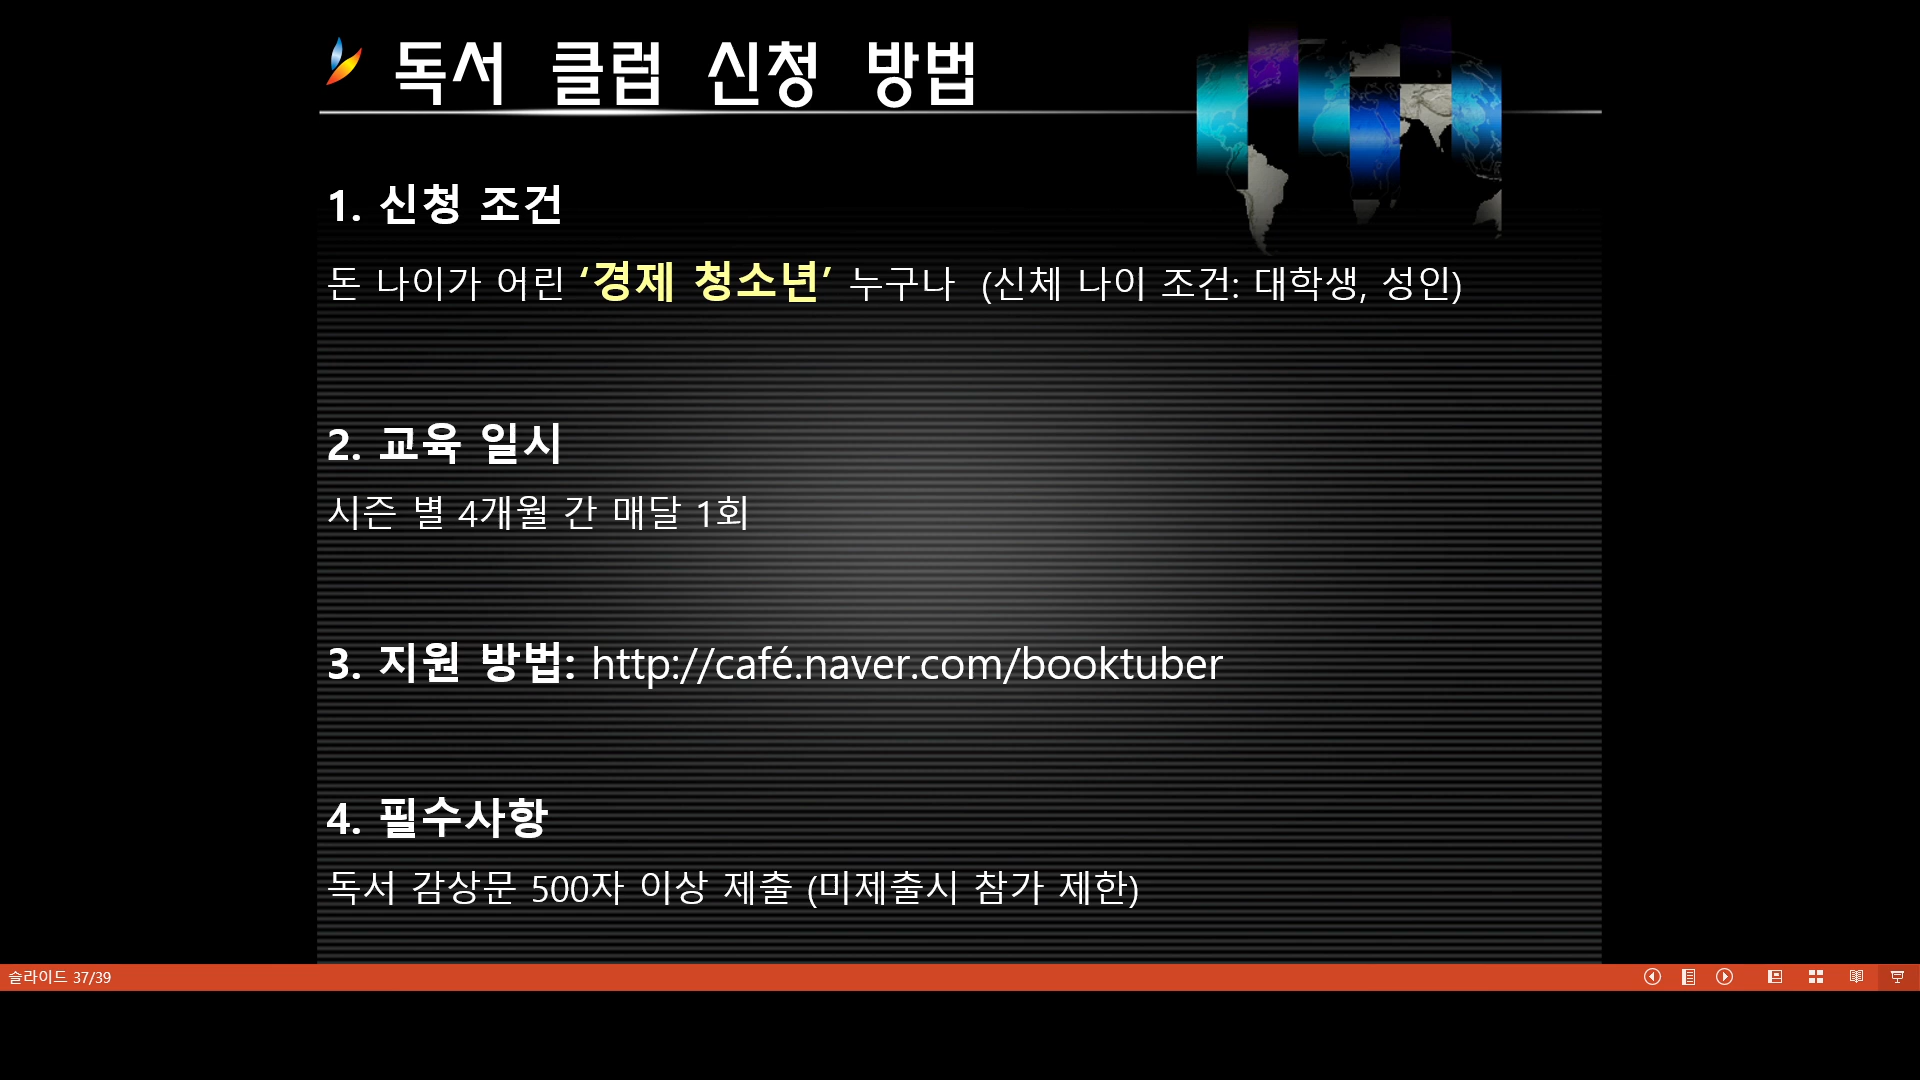 독서 클럽 신청 방법
1. 신청 조건
돈 나이가 어린 ‘경제 청소년’ 누구나 (신체 나이 조건: 대학생, 성인)
2. 교육 일시
시즌 별 4개월 간 매달 1회
3. 지원 방법: http://café.naver.com/booktuber
4. 필수사항
독서 감상문 500자 이상 제출 (미제출시 참가 제한)
슬라이드 37/39